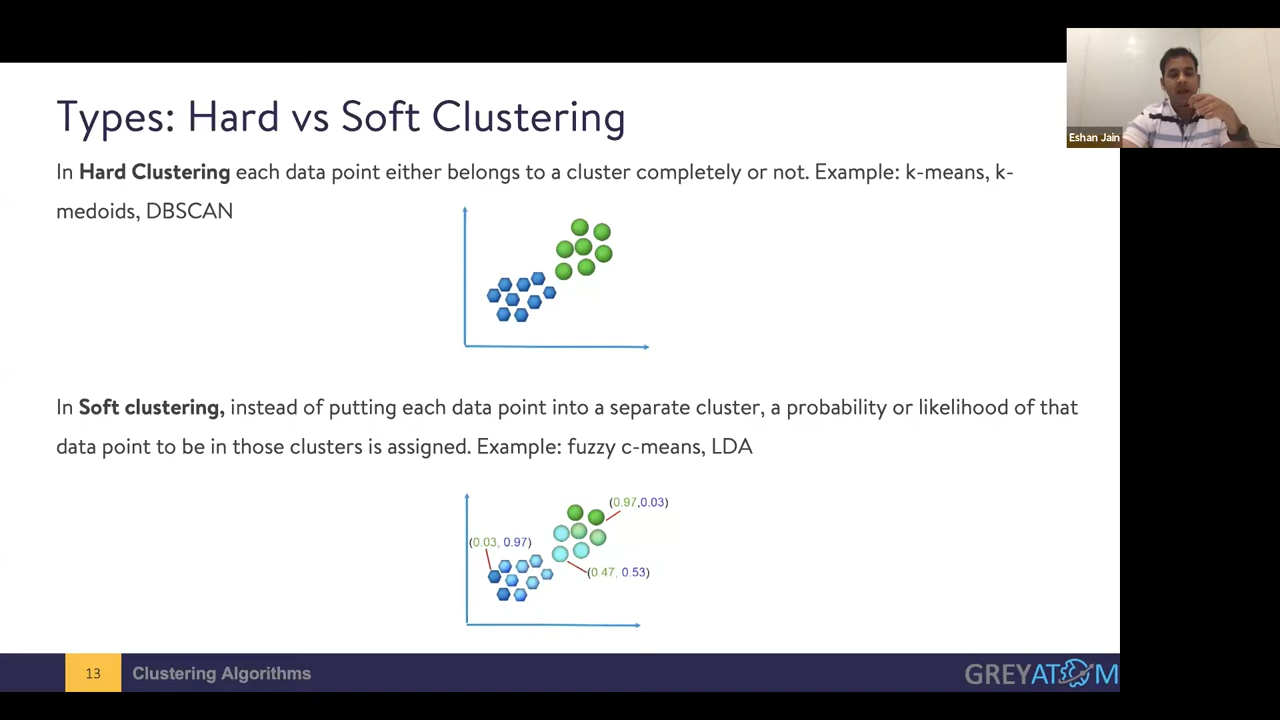 Types: Hard vs Soft Clustering
Eshan Jain
In Hard Clustering each data point either belongs to a cluster completely or not. Example: k-means, k-
medoids, DBSCAN
In Soft clustering, instead of putting each data point into a separate cluster, a probability or likelihood of that
data point to be in those clusters is assigned. Example: fuzzy c-means, LDA
(0.97,0.03)
(0.03, 0.97)
(0.47, 0.53)
13
Clustering Algorithms
GREYATOM